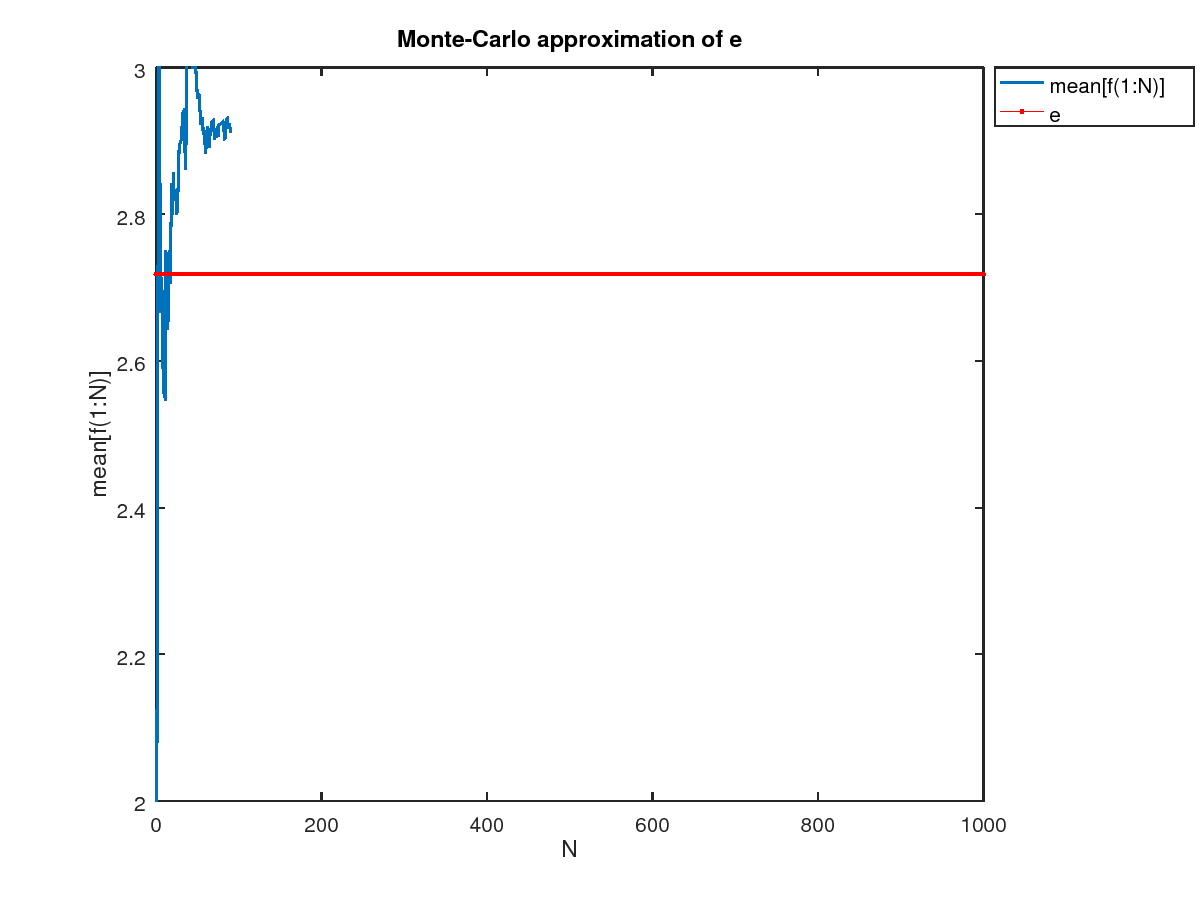 Monte-Carlo approximation of e
mean[f(1:N)]
e
3
2.8
2.6
2.4
2.2
2
mean[f(1:N)]
0 200 400 600 800 1000
N